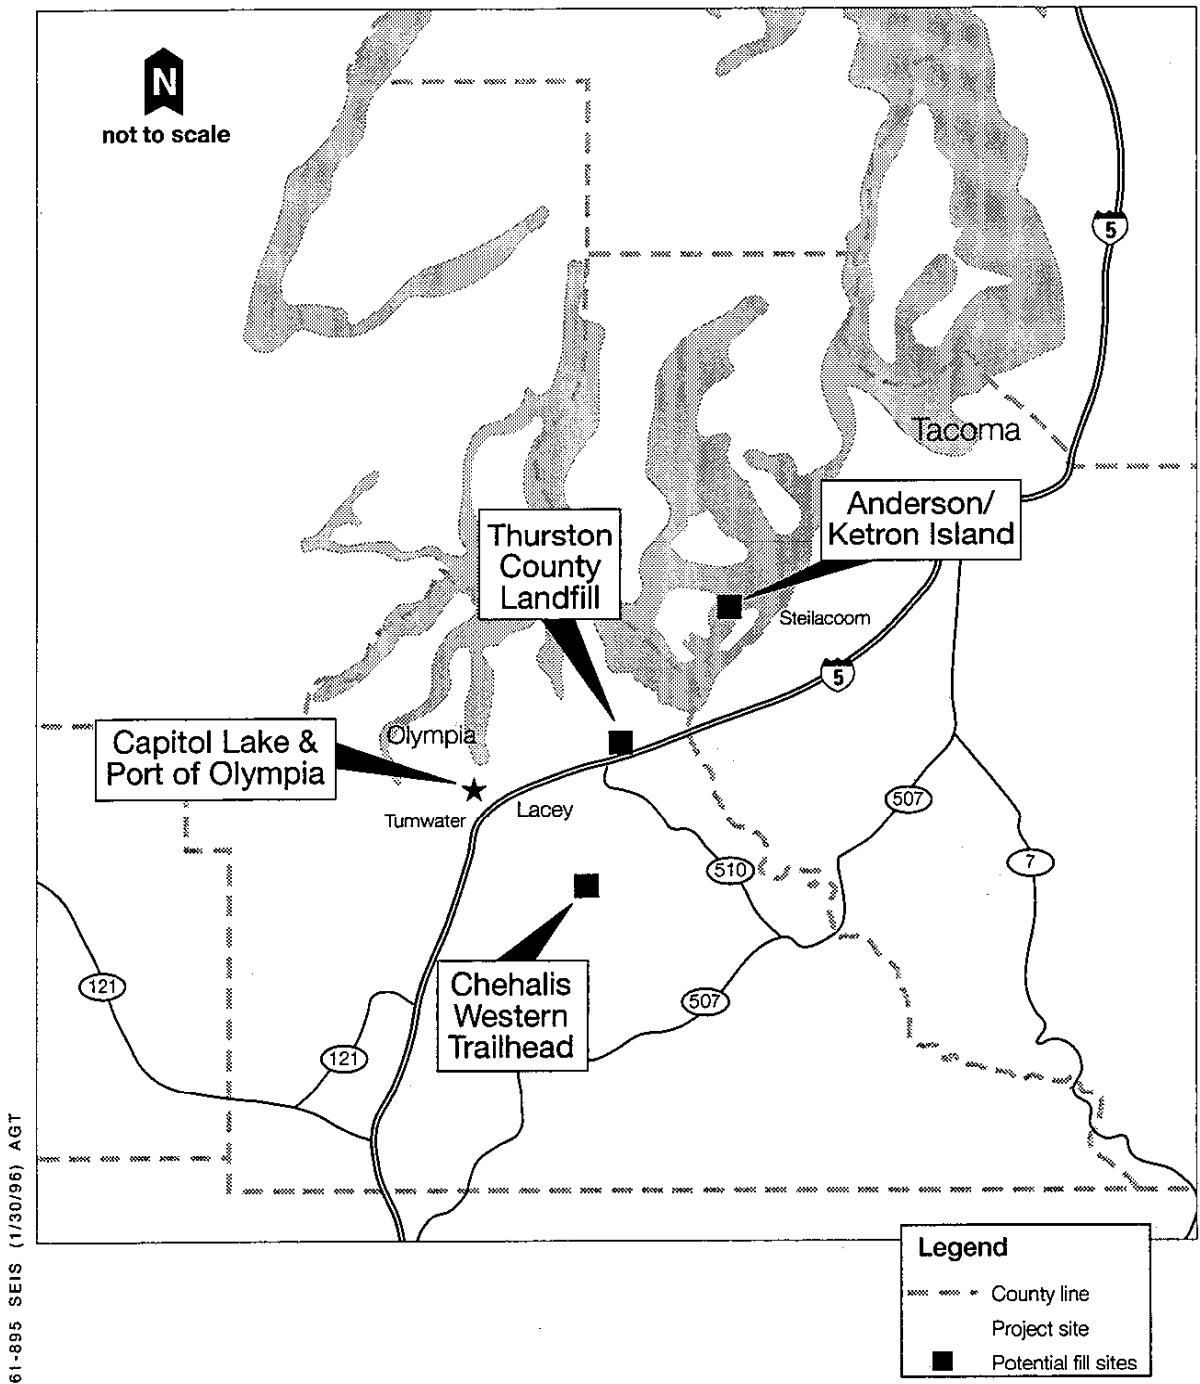 N
not to scale
5
Tacoma
Anderson/
Ketron Island
Thurston
County
Landfill
Steilacoom
5
Olympia
Capitol Lake &
Port of Olympia
Tumwater
Lacey
507
510
7
Chehalis
Western
Trailhead
121
507
121
61-895 SEIS (1/30/96) AGT
Legend
County line
Project site
Potential fill sites